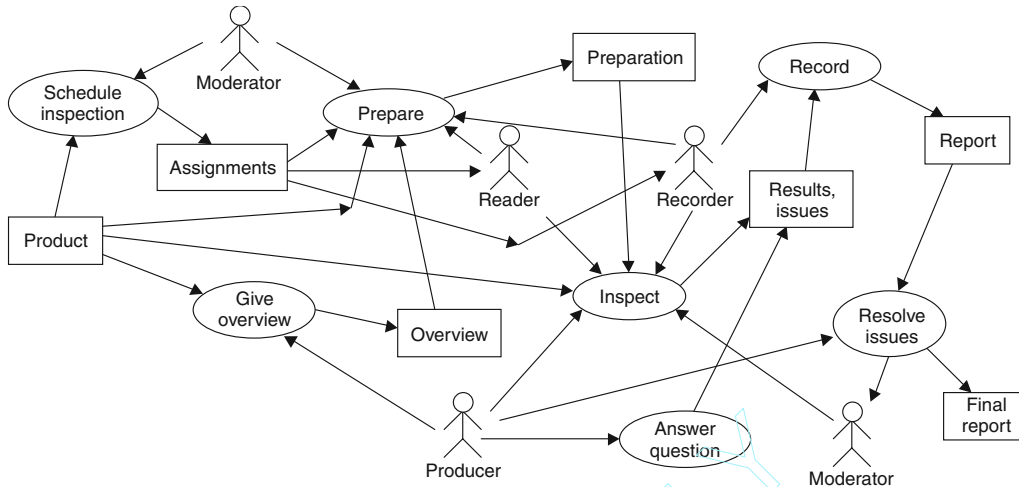 Moderator
Schedule
inspection
Prepare
Preparation
Record
Assignments
Reader
Recorder
Results,
issues
Report
Product
Give
overview
Overview
Inspect
Resolve
issues
Producer
Answer
question
Moderator
Final
report